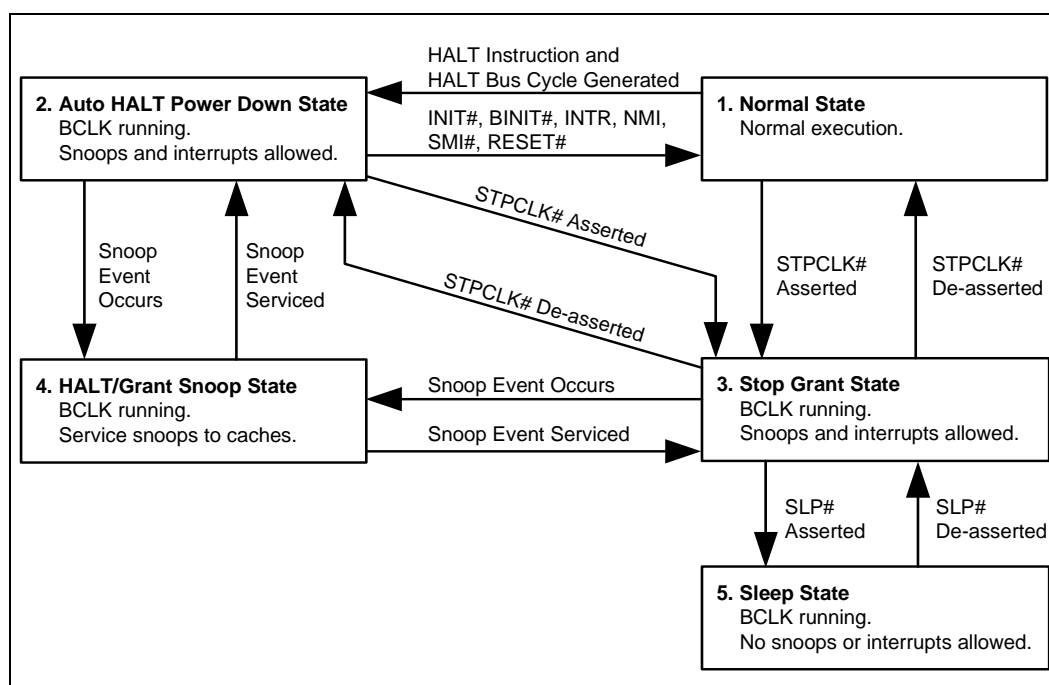 HALT Instruction and
HALT Bus Cycle Generated
2. Auto HALT Power Down State
BCLK running.
Snoops and interrupts allowed.
INIT#, BINIT#, INTR, NMI,
SMI#, RESET#
1. Normal State
Normal execution.
STPCLK# Asserted
STPCLK# De-asserted
Snoop
Event
Occurs
Snoop
Event
Serviced
STPCLK#
Asserted
STPCLK#
De-asserted
4. HALT/Grant Snoop State
BCLK running.
Service snoops to caches.
Snoop Event Occurs
Snoop Event Serviced
3. Stop Grant State
BCLK running.
Snoops and interrupts allowed.
SLP#
Asserted
SLP#
De-asserted
5. Sleep State
BCLK running.
No snoops or interrupts allowed.